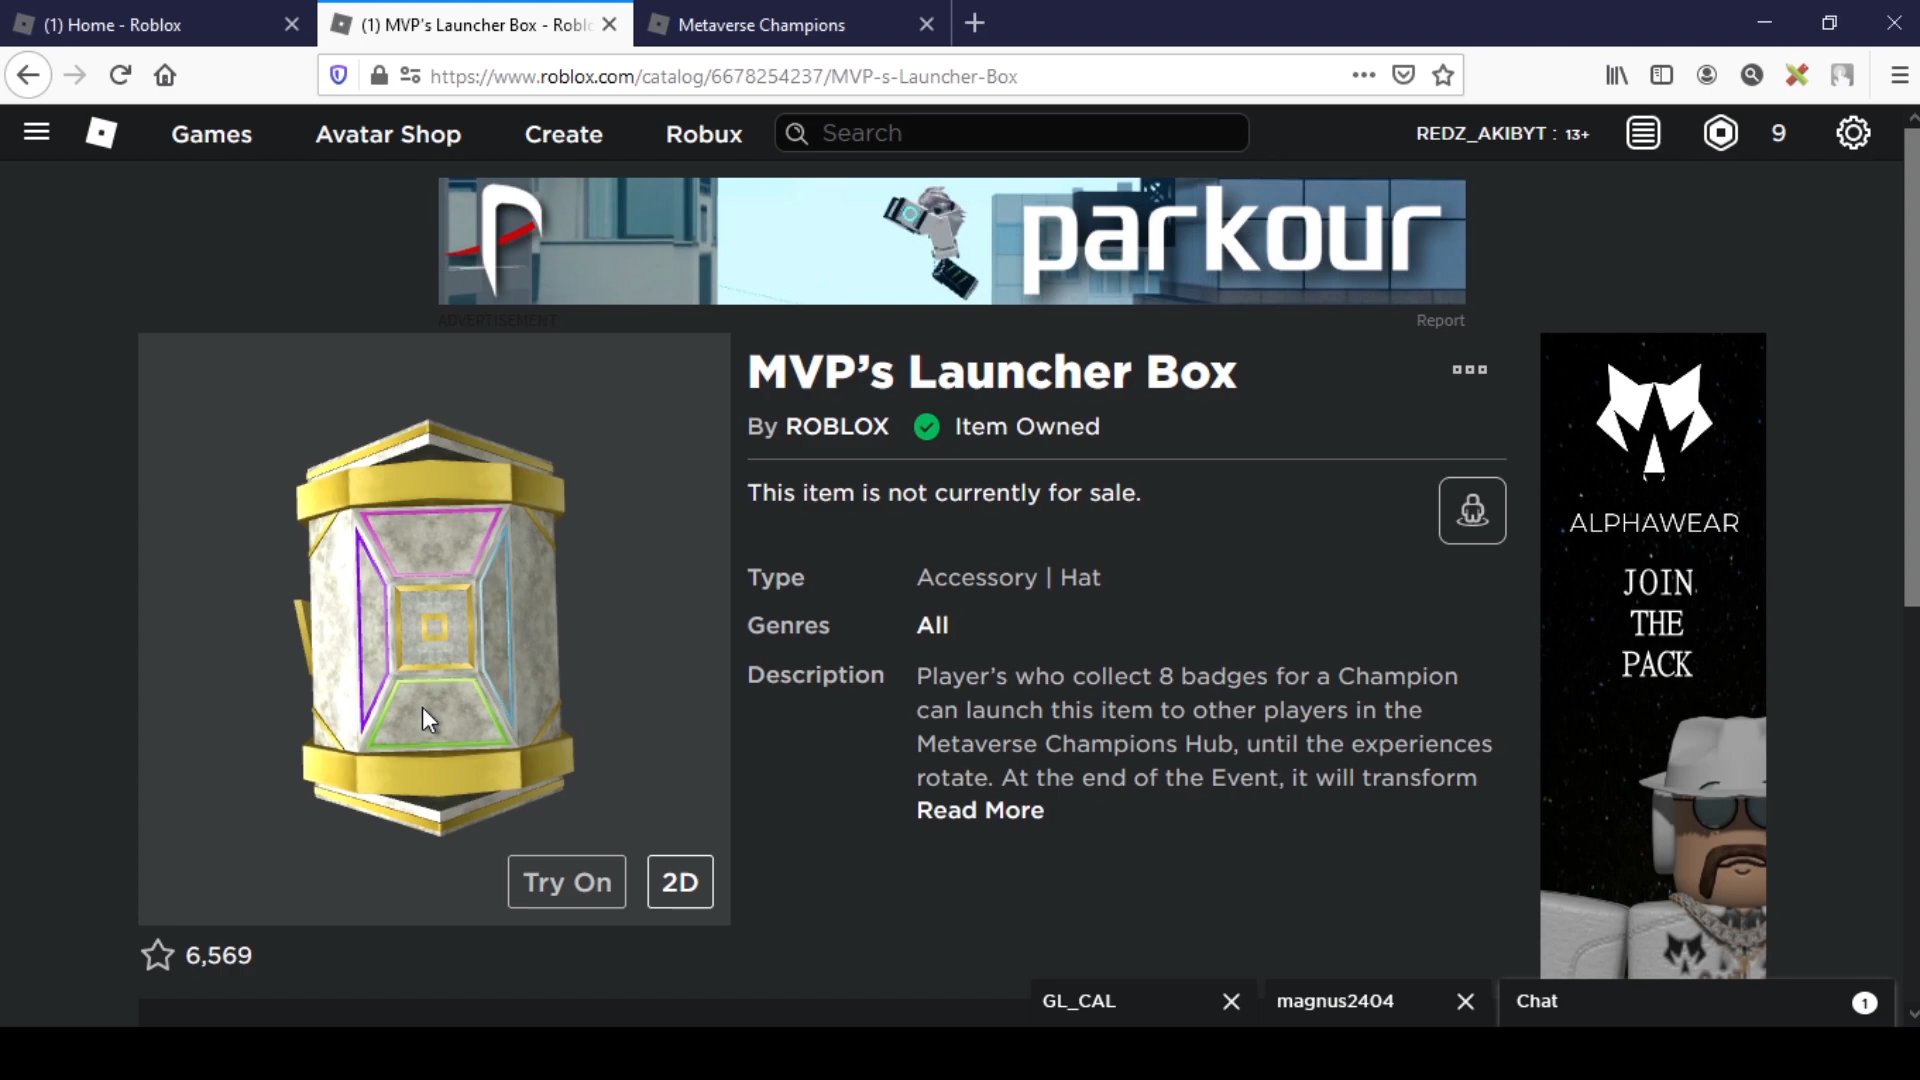 (1) Home - Roblox
(1) MVP's Launcher Box - Roblo
Metaverse Champions
https://www.roblox.com/catalog/6678254237/MVP-s-Launcher-Box
Games
Avatar Shop
Create
Robux
Search
REDZ_AKIBYT : 13+
9
parkour
ADVERTISEMENT
Report
MVP's Launcher Box
By ROBLOX
Item Owned
This item is not currently for sale.
Type
Accessory | Hat
Genres
All
Description
Player's who collect 8 badges for a Champion
can launch this item to other players in the
Metaverse Champions Hub, until the experiences
rotate. At the end of the Event, it will transform
Read More
Try On
2D
6,569
ALPHAWEAR
JOIN
THE
PACK
GL_CAL
magnus2404
Chat
1